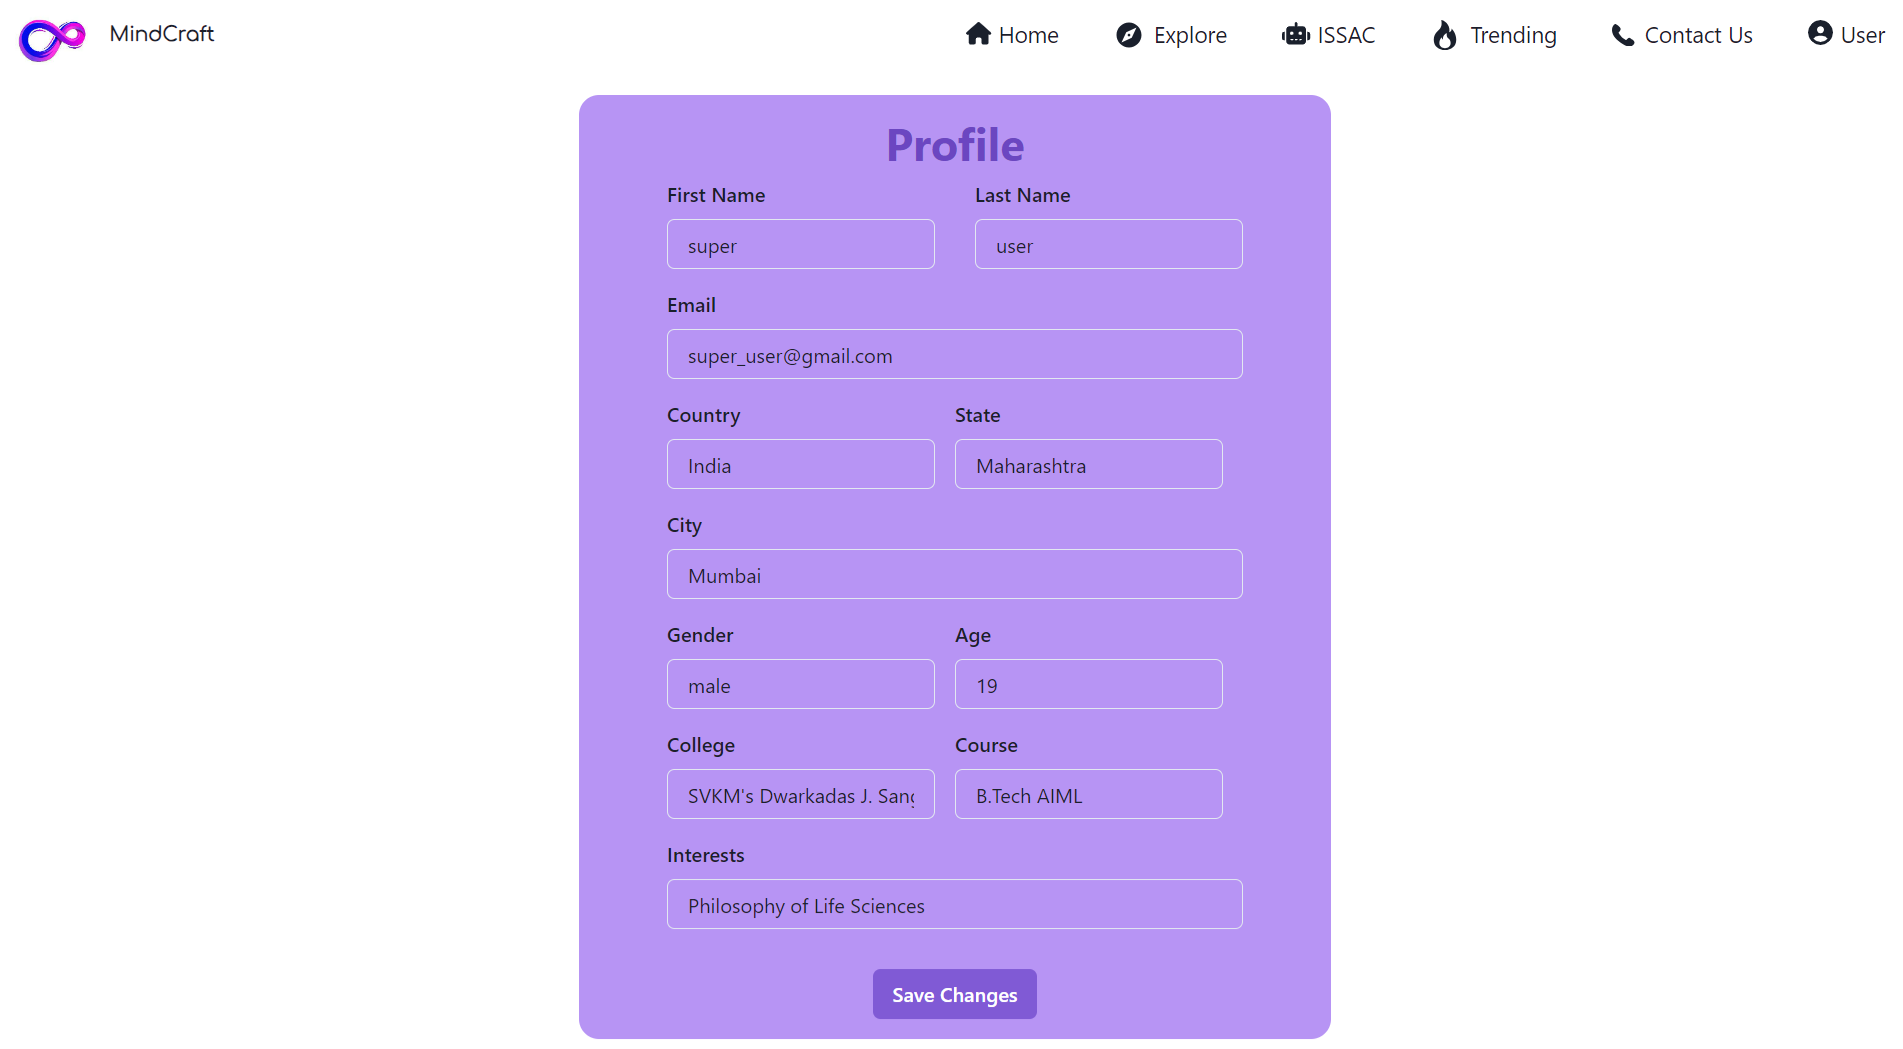 MindCraft Home Explore ISSAC Trending Contact Us User
Profile
First Name Last Name
super user
Email
super_user@gmail.com
Country State
India Maharashtra
City
Mumbai
Gender Age
male 19
College Course
SVKM's Dwarkadas J. B.Tech AIML
Interests
Philosophy of Life Sciences
Save Changes